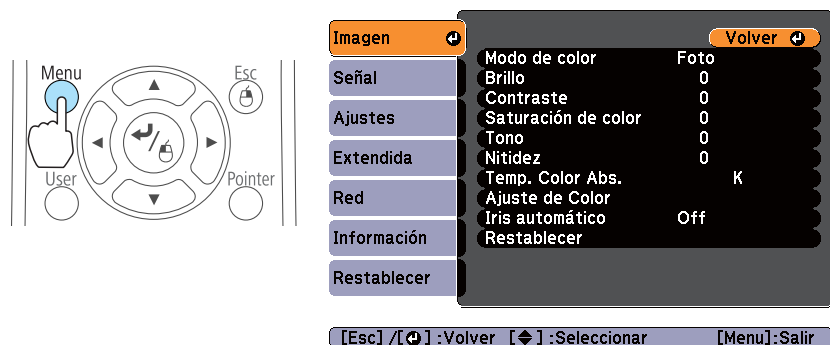 Menu
Esc
User
Pointer
Imagen
Señal
Ajustes
Extendida
Red
Información
Restablecer
Volver
Modo de color Foto
Brillo 0
Contraste 0
Saturación de color 0
Tono 0
Nitidez 0
Temp. Color Abs. K
Ajuste de Color
Iris automático Off
Restablecer
[Esc] /[⏎] :Volver [◆] :Seleccionar [Menu]:Salir